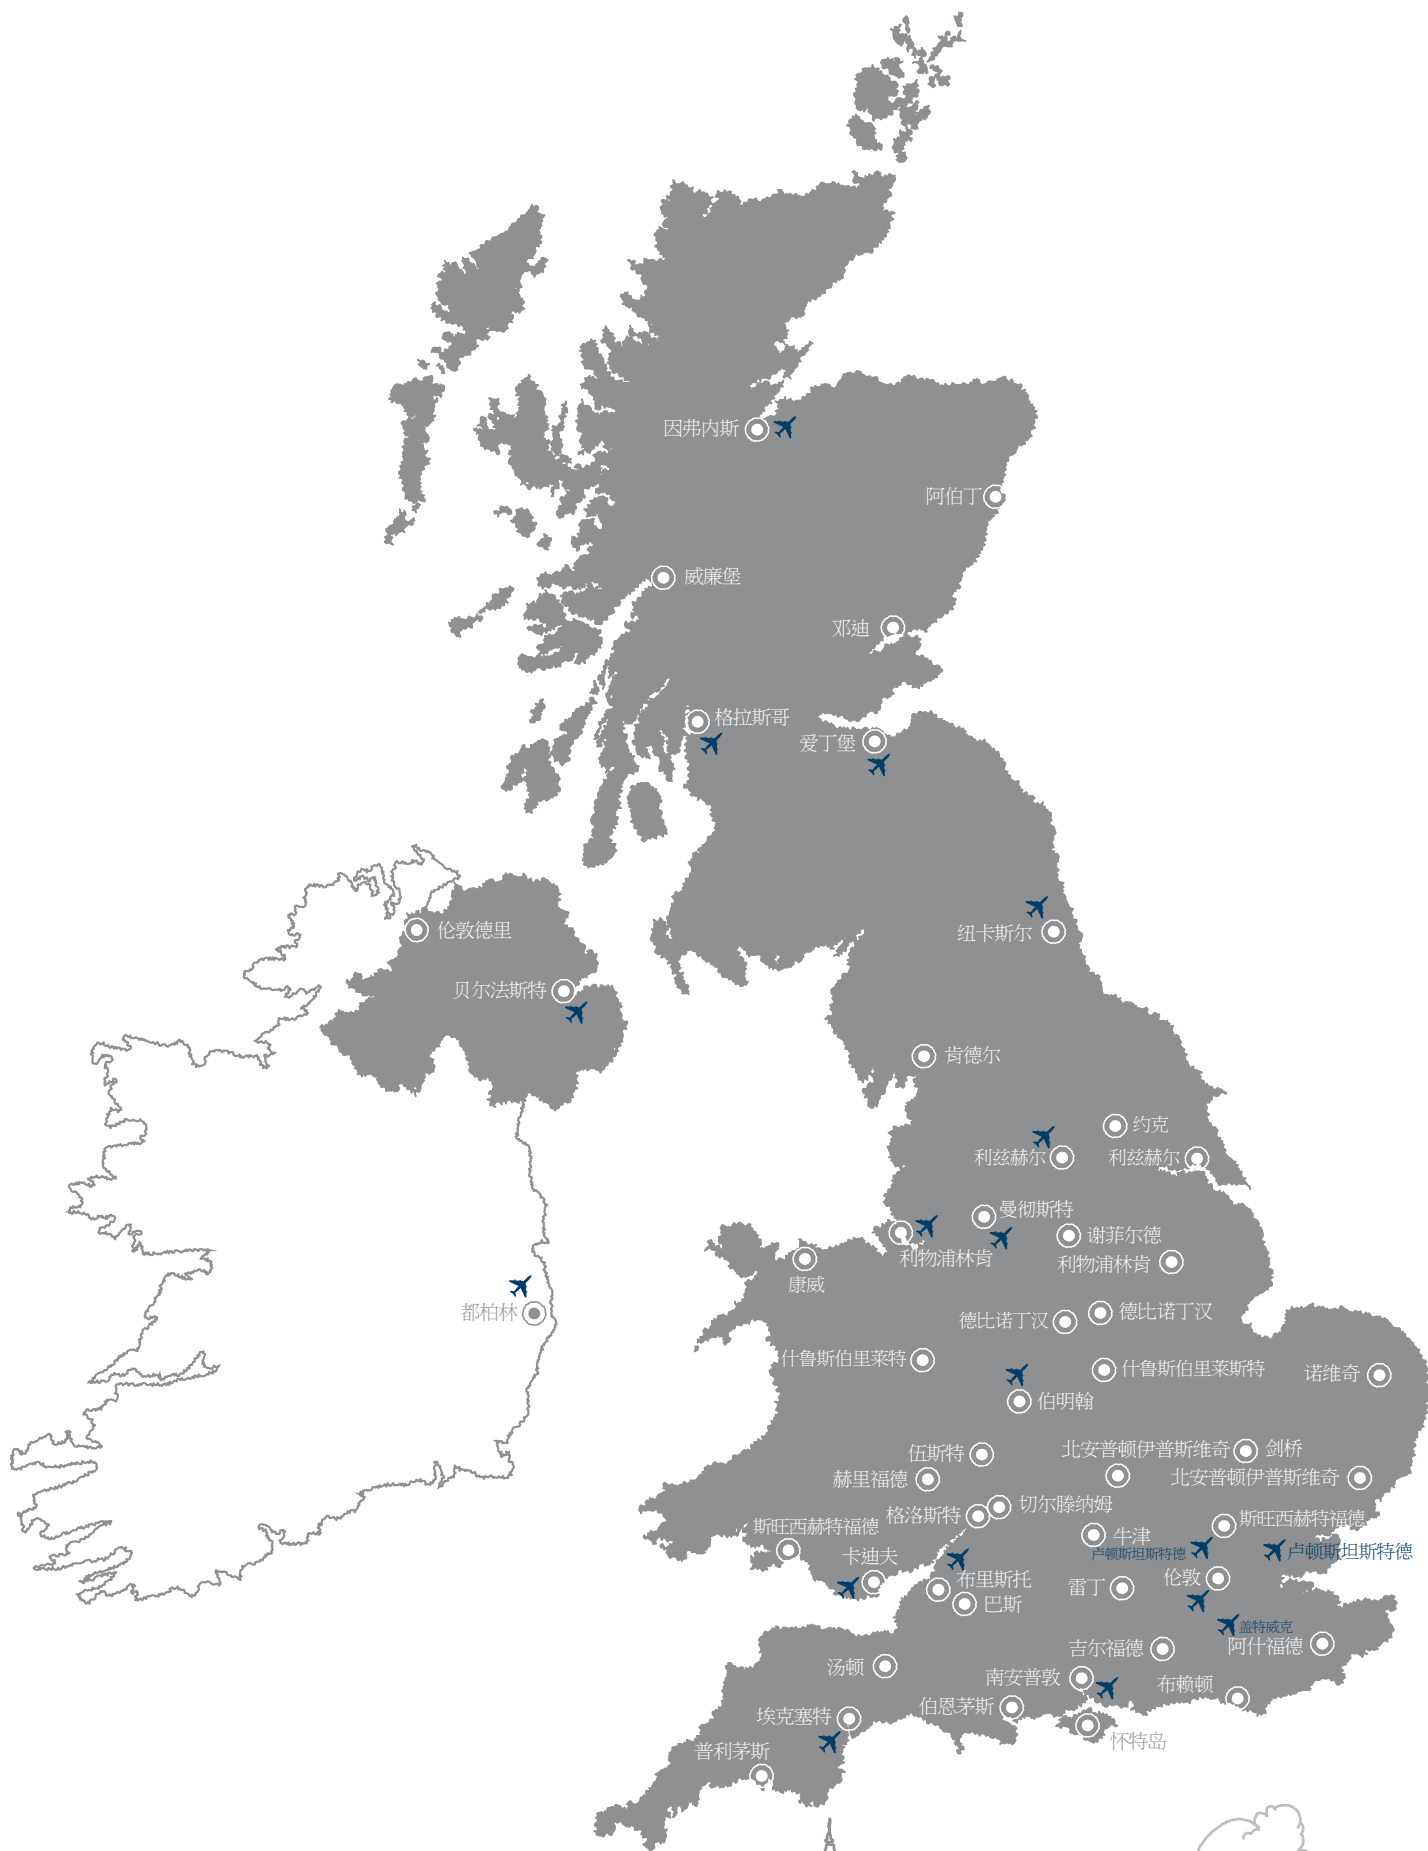 因弗内斯
阿伯丁
威廉堡
邓迪
格拉斯哥
爱丁堡
伦敦德里
纽卡斯尔
贝尔法斯特
肯德尔
约克
利兹赫尔
利兹赫尔
曼彻斯特
谢菲尔德
利物浦林肯
利物浦林肯
康威
都柏林
德比诺丁汉
德比诺丁汉
什鲁斯伯里莱特
什鲁斯伯里莱斯特
诺维奇
伯明翰
伍斯特
北安普顿伊普斯维奇
剑桥
赫里福德
北安普顿伊普斯维奇
格洛斯特
切尔滕纳姆
斯旺西赫特福德
斯旺西赫特福德
牛津
卢顿斯坦斯特德
卢顿斯坦斯特德
卡迪夫
布里斯托
雷丁
伦敦
巴斯
盖特威克
吉尔福德
阿什福德
汤顿
南安普敦
布赖顿
伯恩茅斯
埃克塞特
怀特岛
普利茅斯